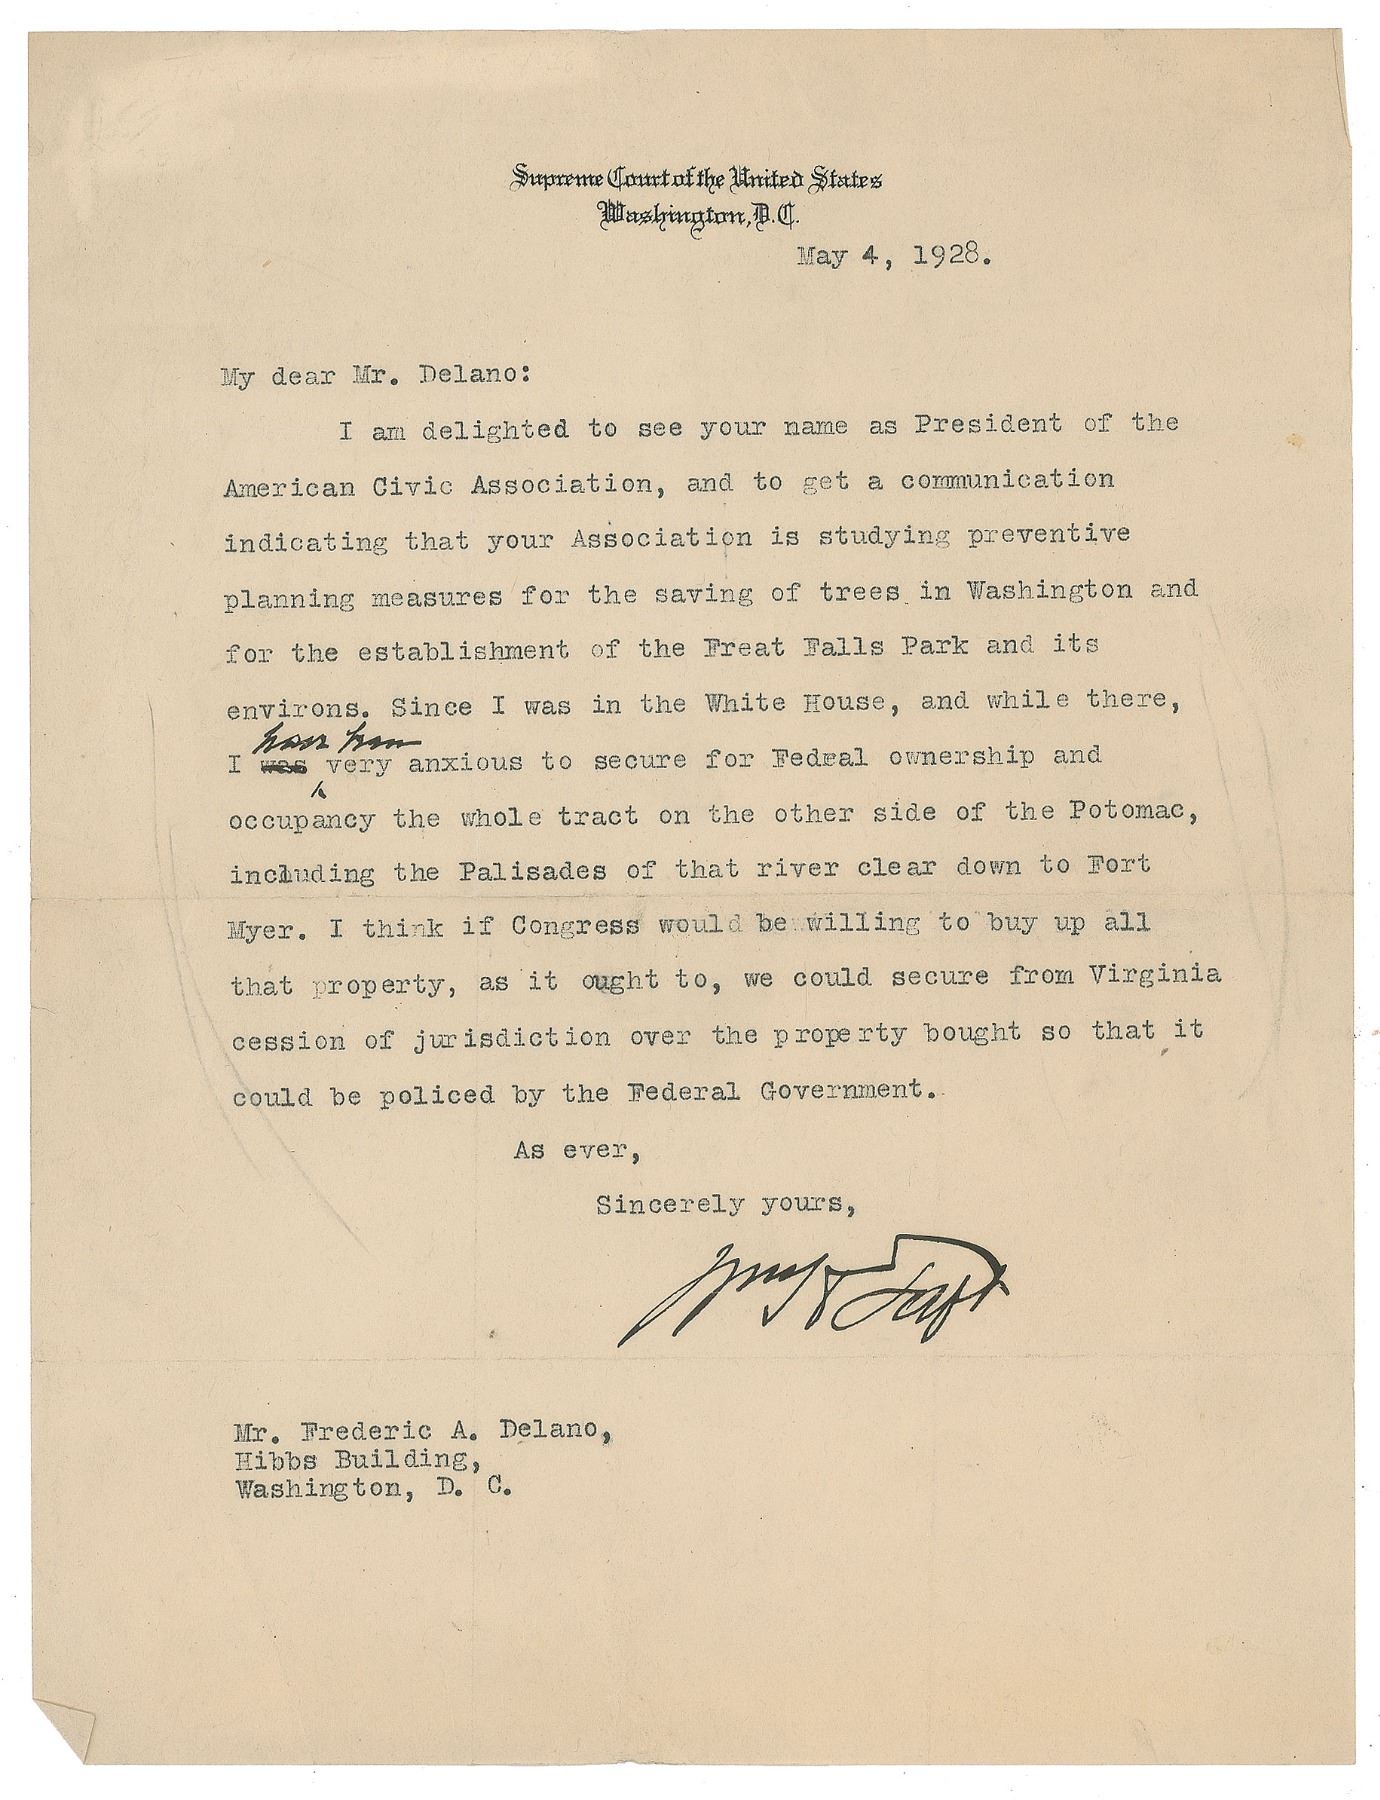 Supreme Court of the United States
Washington, D.C.
May 4, 1928.
My dear Mr. Delano:
I am delighted to see your name as President of the
American Civic Association, and to get a communication
indicating that your Association is studying preventive
planning measures for the saving of trees in Washington and
for the establishment of the Freat Falls Park and its
environs. Since I was in the White House, and while there,
have been
I was very anxious to secure for Fedral ownership and
occupancy the whole tract on the other side of the Potomac,
including the Palisades of that river clear down to Fort
Myer. I think if Congress would be willing to buy up all
that property, as it ought to, we could secure from Virginia
cession of jurisdiction over the property bought so that it
could be policed by the Federal Government.
As ever,
Sincerely yours,
Wm H Taft
Mr. Frederic A. Delano,
Hibbs Building,
Washington, D. C.